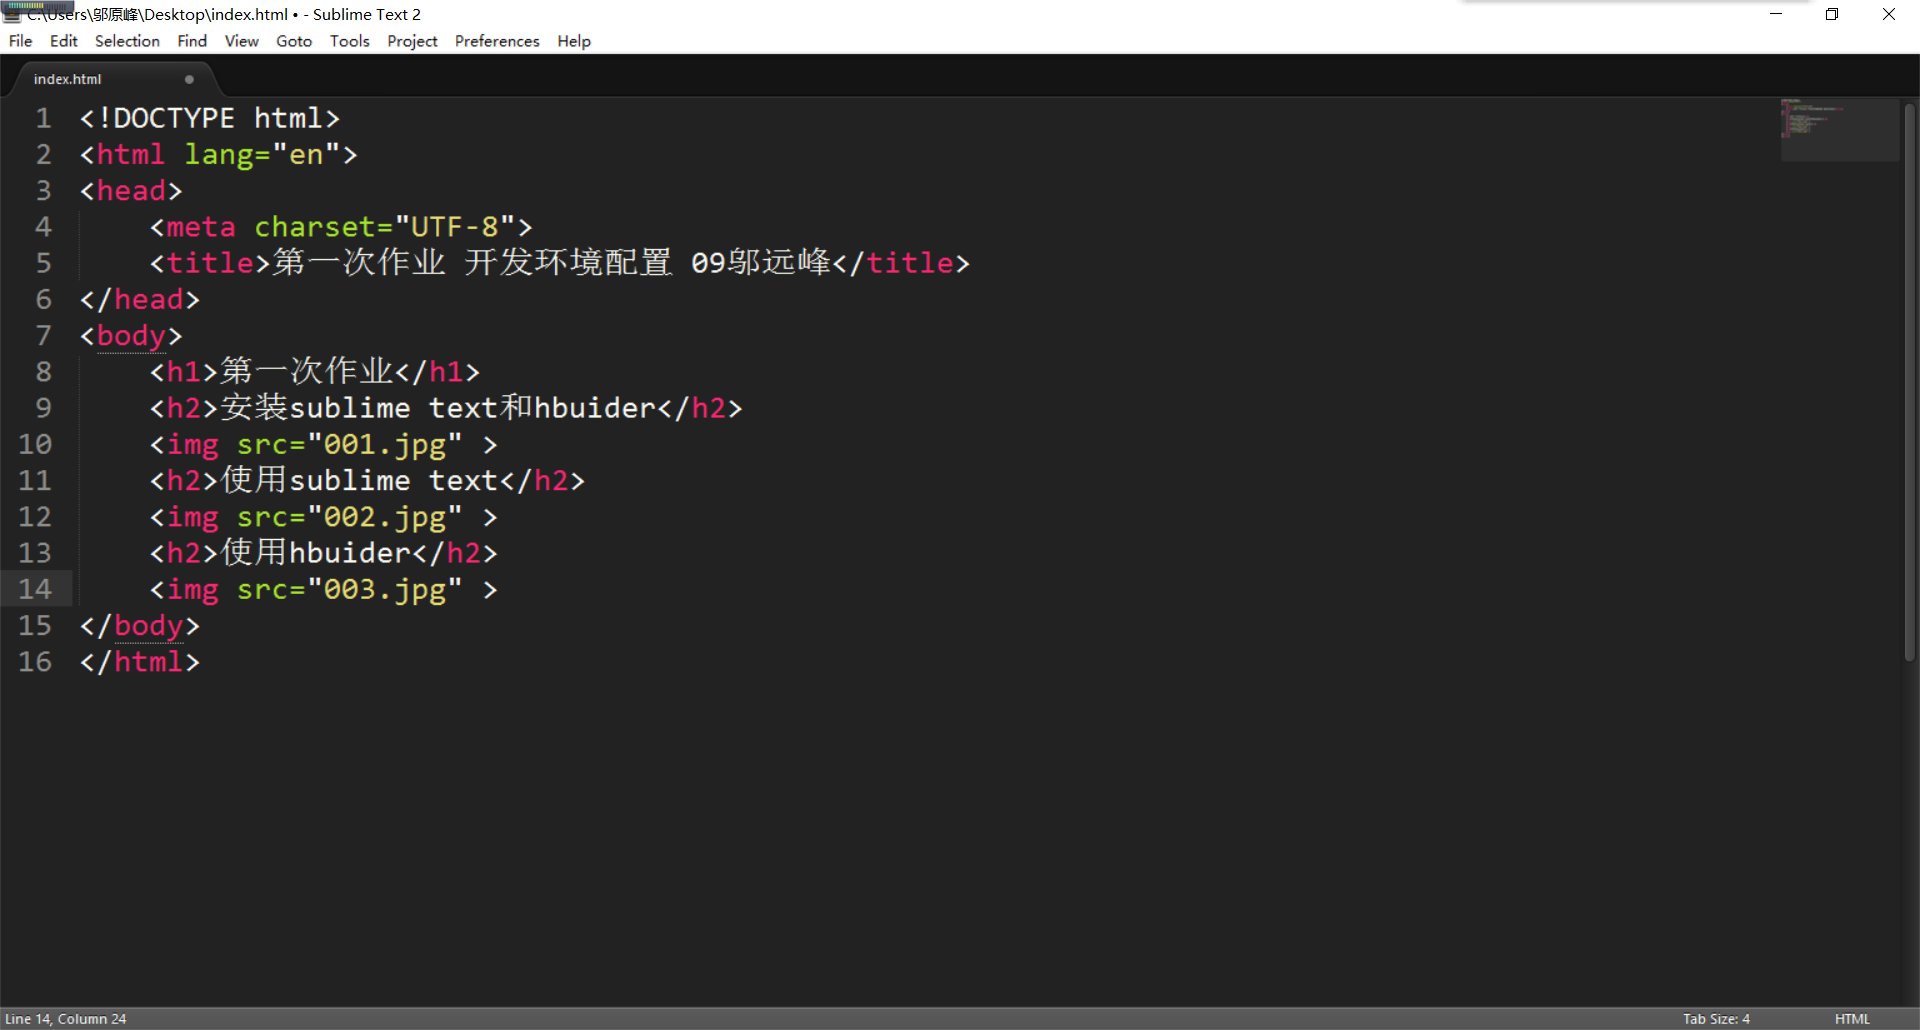 C:\Users\邬原峰\Desktop\index.html • - Sublime Text 2
File Edit Selection Find View Goto Tools Project Preferences Help
index.html
1 <!DOCTYPE html>
2 <html lang="en">
3 <head>
4     <meta charset="UTF-8">
5     <title>第一次作业 开发环境配置 09邬远峰</title>
6 </head>
7 <body>
8     <h1>第一次作业</h1>
9     <h2>安装sublime text和hbuider</h2>
10     <img src="001.jpg" >
11     <h2>使用sublime text</h2>
12     <img src="002.jpg" >
13     <h2>使用hbuider</h2>
14     <img src="003.jpg" >
15 </body>
16 </html>
Line 14, Column 24 Tab Size: 4 HTML